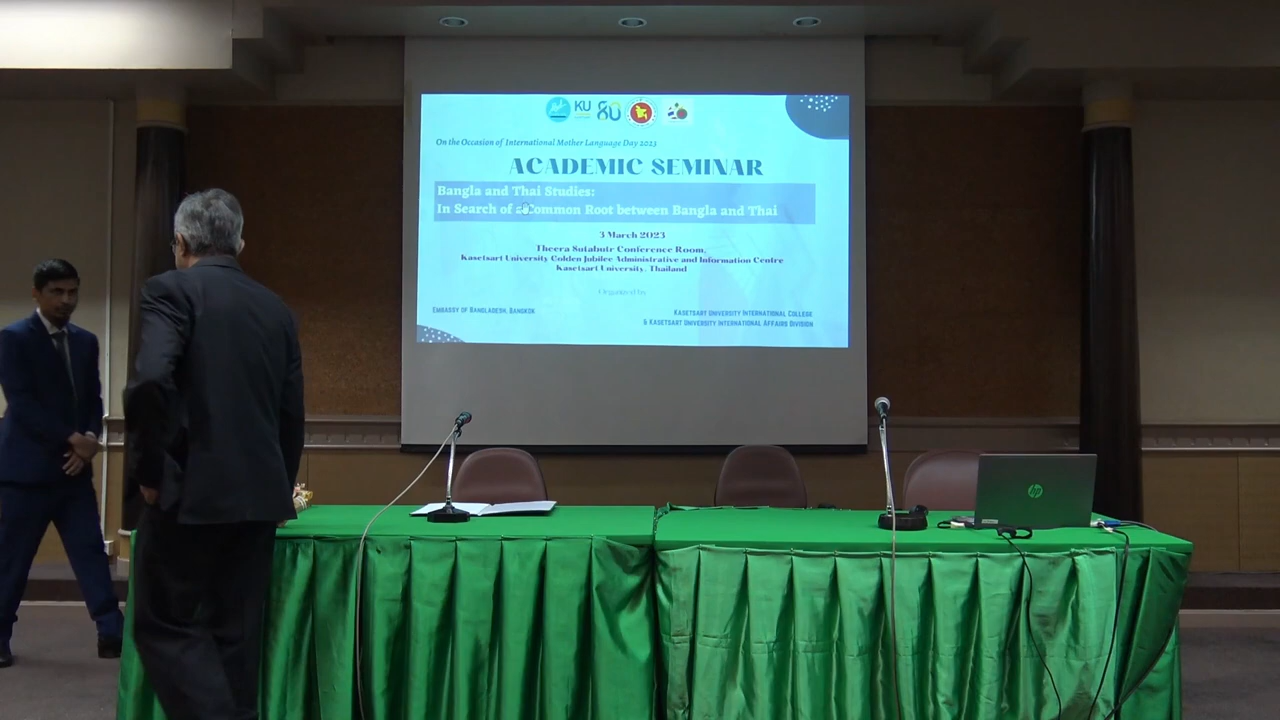 KU 80
On the Occasion of International Mother Language Day 2023
ACADEMIC SEMINAR
Bangla and Thai Studies:
In Search of a Common Root between Bangla and Thai
3 March 2023
Theera Sutabutr Conference Room,
Kasetsart University Golden Jubilee Administrative and Information Centre
Kasetsart University, Thailand
Organized by
Embassy of Bangladesh, Bangkok
Kasetsart University International College
& Kasetsart University International Affairs Division
hp